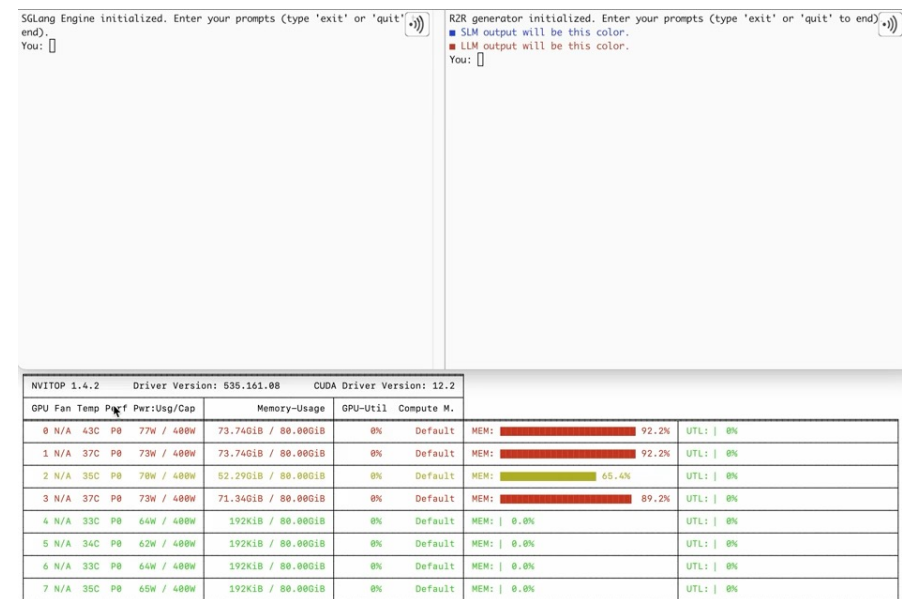 SGLang Engine initialized. Enter your prompts (type 'exit' or 'quit'
end).
You:
R2R generator initialized. Enter your prompts (type 'exit' or 'quit' to end)
■ SLM output will be this color.
■ LLM output will be this color.
You:
NVITOP 1.4.2 Driver Version: 535.161.08 CUDA Driver Version: 12.2
GPU Fan Temp Perf Pwr:Usg/Cap Memory-Usage GPU-Util Compute M.
0 N/A 43C P0 77W / 400W 73.74GiB / 80.00GiB 0% Default MEM: 92.2% UTL: | 0%
1 N/A 37C P0 73W / 400W 73.74GiB / 80.00GiB 0% Default MEM: 92.2% UTL: | 0%
2 N/A 35C P0 70W / 400W 52.29GiB / 80.00GiB 0% Default MEM: 65.4% UTL: | 0%
3 N/A 37C P0 73W / 400W 71.34GiB / 80.00GiB 0% Default MEM: 89.2% UTL: | 0%
4 N/A 33C P0 64W / 400W 192KiB / 80.00GiB 0% Default MEM: | 0.0% UTL: | 0%
5 N/A 34C P0 62W / 400W 192KiB / 80.00GiB 0% Default MEM: | 0.0% UTL: | 0%
6 N/A 33C P0 64W / 400W 192KiB / 80.00GiB 0% Default MEM: | 0.0% UTL: | 0%
7 N/A 35C P0 65W / 400W 192KiB / 80.00GiB 0% Default MEM: | 0.0% UTL: | 0%